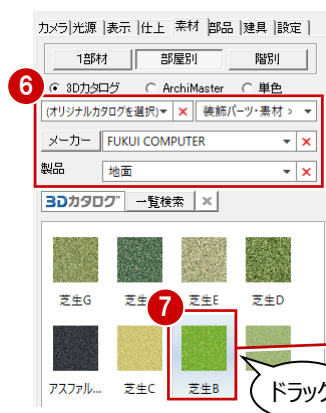 カメラ|光源|表示|仕上 素材 部品|建具|設定|
1部材 部屋別 階別
6 3Dカタログ ArchiMaster 単色
(オリジナルカタログを選択) × 装飾パーツ・素材 >
メーカー FUKUI COMPUTER ×
製品 地面 ×
3Dカタログ 一覧検索 ×
芝生G 芝生E 芝生D
7
アスファル... 芝生C 芝生B
ドラッグ